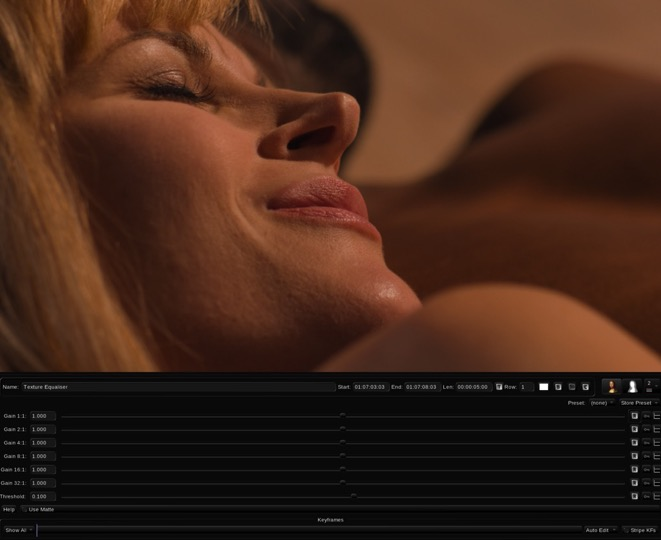 Name: Texture Equaliser Start: 01:07:03:03 End: 01:07:08:03 Len: 00:00:05:00 Row: 1 2
Preset: (none) Store Preset
Gain 1:1: 1.000
Gain 2:1: 1.000
Gain 4:1: 1.000
Gain 8:1: 1.000
Gain 16:1: 1.000
Gain 32:1: 1.000
Threshold: 0.100
Help Use Matte
Keyframes
Show All Auto Edit Stripe KFs